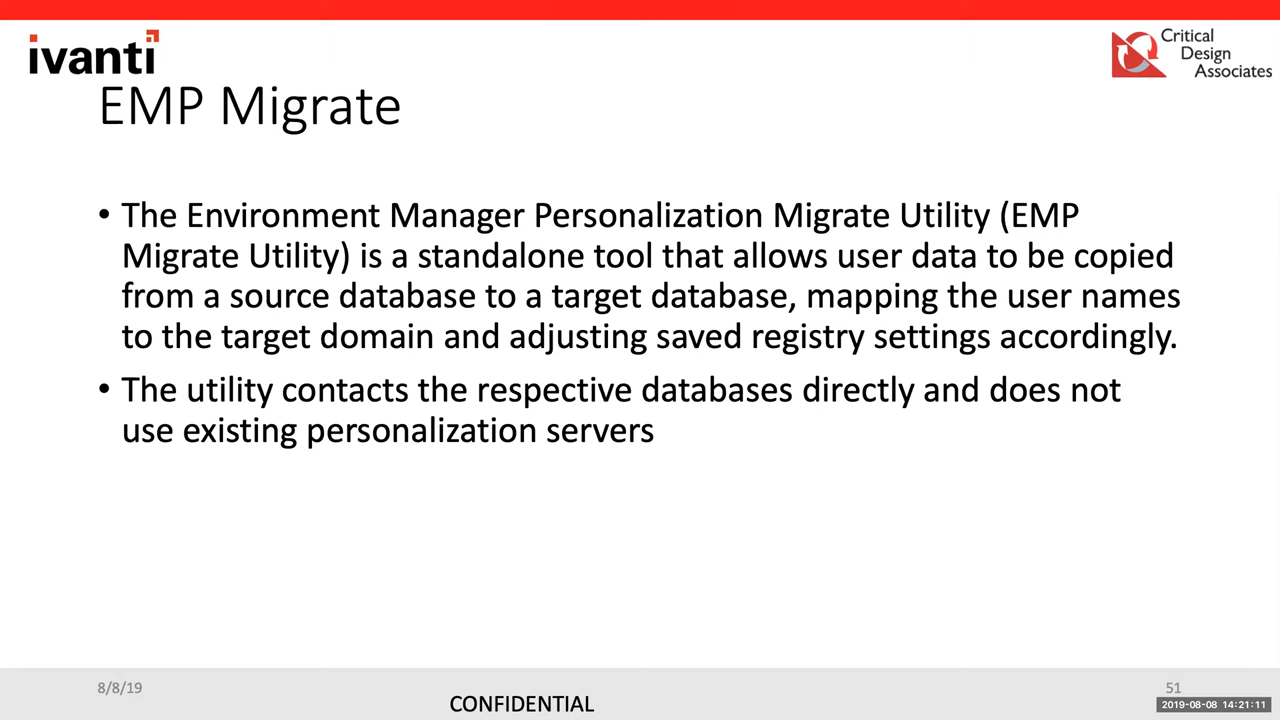 ivanti
Critical
Design
Associates
EMP Migrate
• The Environment Manager Personalization Migrate Utility (EMP
Migrate Utility) is a standalone tool that allows user data to be copied
from a source database to a target database, mapping the user names
to the target domain and adjusting saved registry settings accordingly.
• The utility contacts the respective databases directly and does not
use existing personalization servers
8/8/19
CONFIDENTIAL
51
2019-08-08 14:21:11